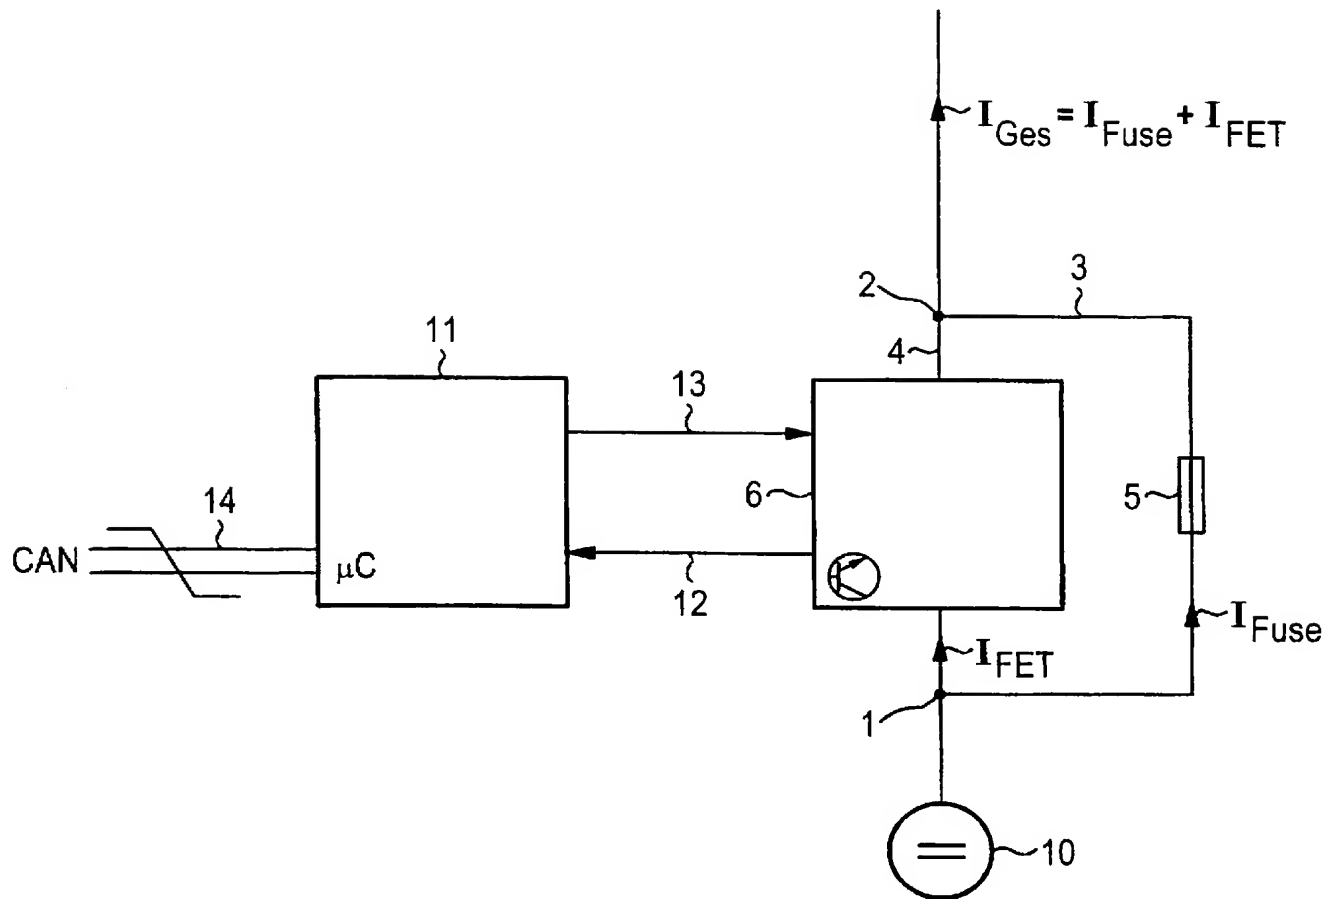 I_Ges = I_Fuse + I_FET
2
3
4
11
13
6
5
14
CAN
µC
12
I_Fuse
I_FET
1
10